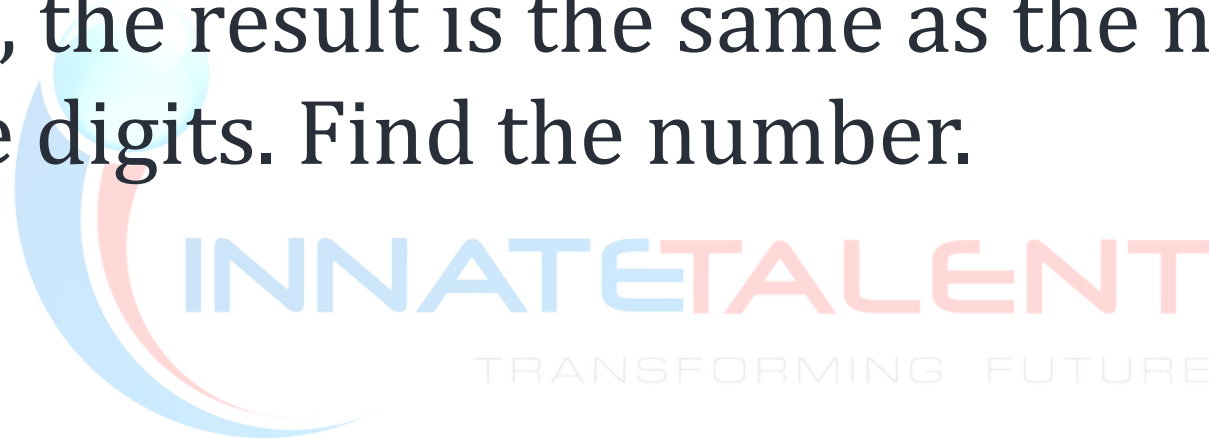 , the result is the same as the n
e digits. Find the number.
INNATETALENT
TRANSFORMING FUTURE